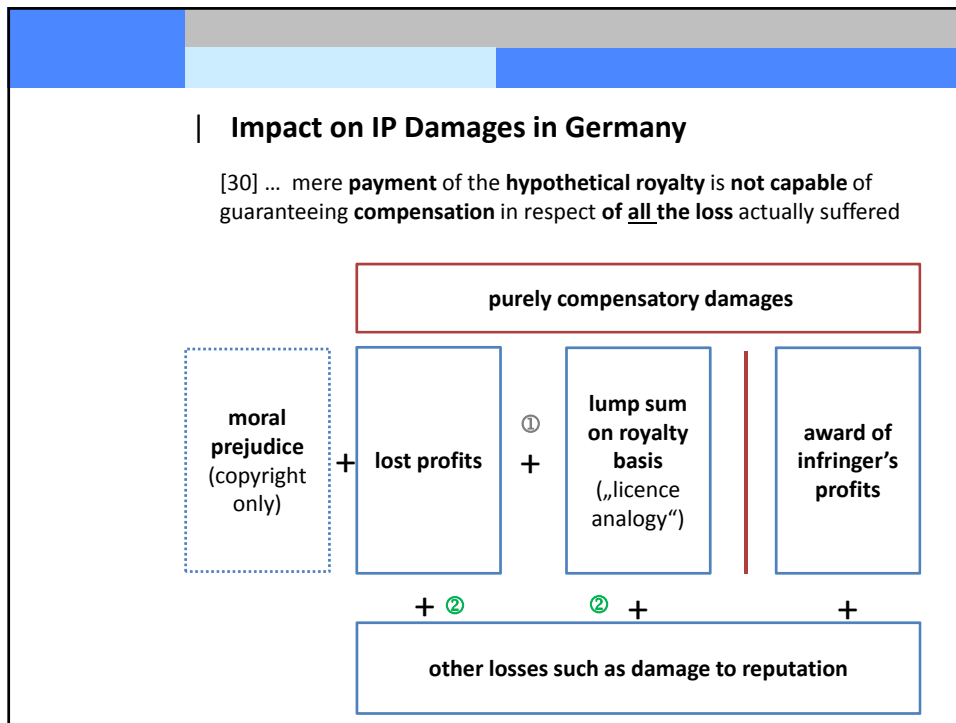 | Impact on IP Damages in Germany
[30] … mere payment of the hypothetical royalty is not capable of
guaranteeing compensation in respect of all the loss actually suffered
purely compensatory damages
moral
prejudice
(copyright
only)
+
lost profits
①
+
lump sum
on royalty
basis
(„licence
analogy“)
award of
infringer’s
profits
+ ②
② +
+
other losses such as damage to reputation